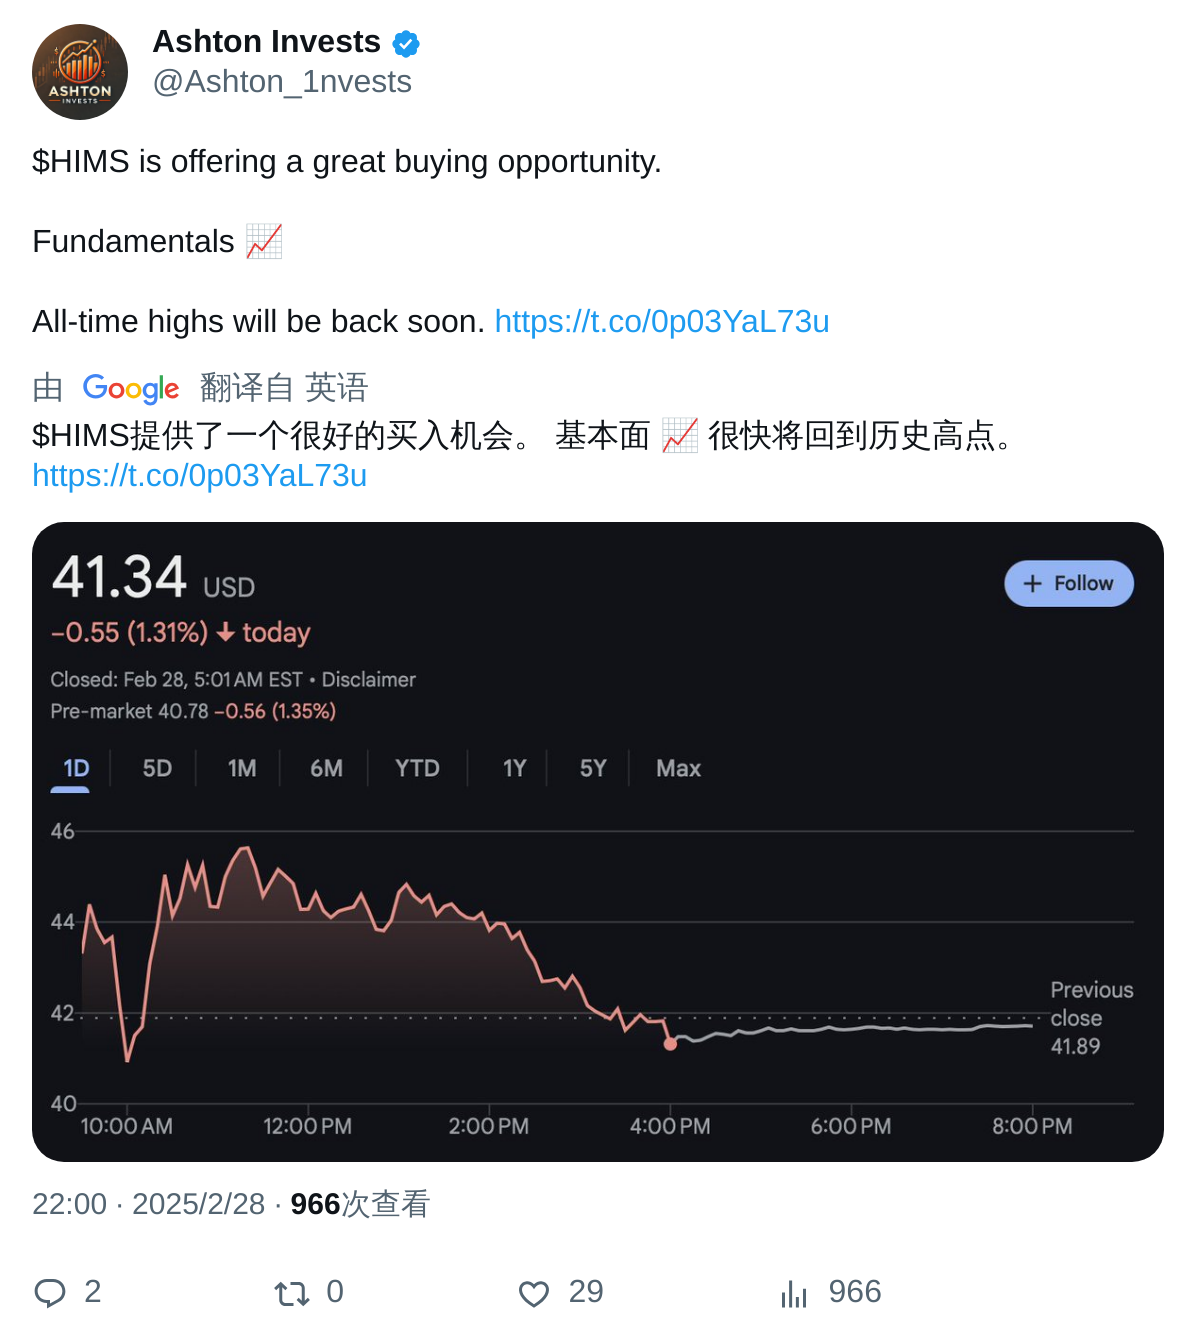 Ashton Invests
@Ashton_1nvests
ASHTON
INVESTS
$HIMS is offering a great buying opportunity.
Fundamentals 📈
All-time highs will be back soon. https://t.co/0p03YaL73u
由 Google 翻译自 英语
$HIMS提供了一个很好的买入机会。 基本面 📈 很快将回到历史高点。
https://t.co/0p03YaL73u
41.34 USD
+ Follow
−0.55 (1.31%) ↓ today
Closed: Feb 28, 5:01 AM EST • Disclaimer
Pre-market 40.78 −0.56 (1.35%)
1D 5D 1M 6M YTD 1Y 5Y Max
46
44
42
40
Previous
close
41.89
10:00 AM 12:00 PM 2:00 PM 4:00 PM 6:00 PM 8:00 PM
22:00 · 2025/2/28 · 966次查看
2 0 29 966